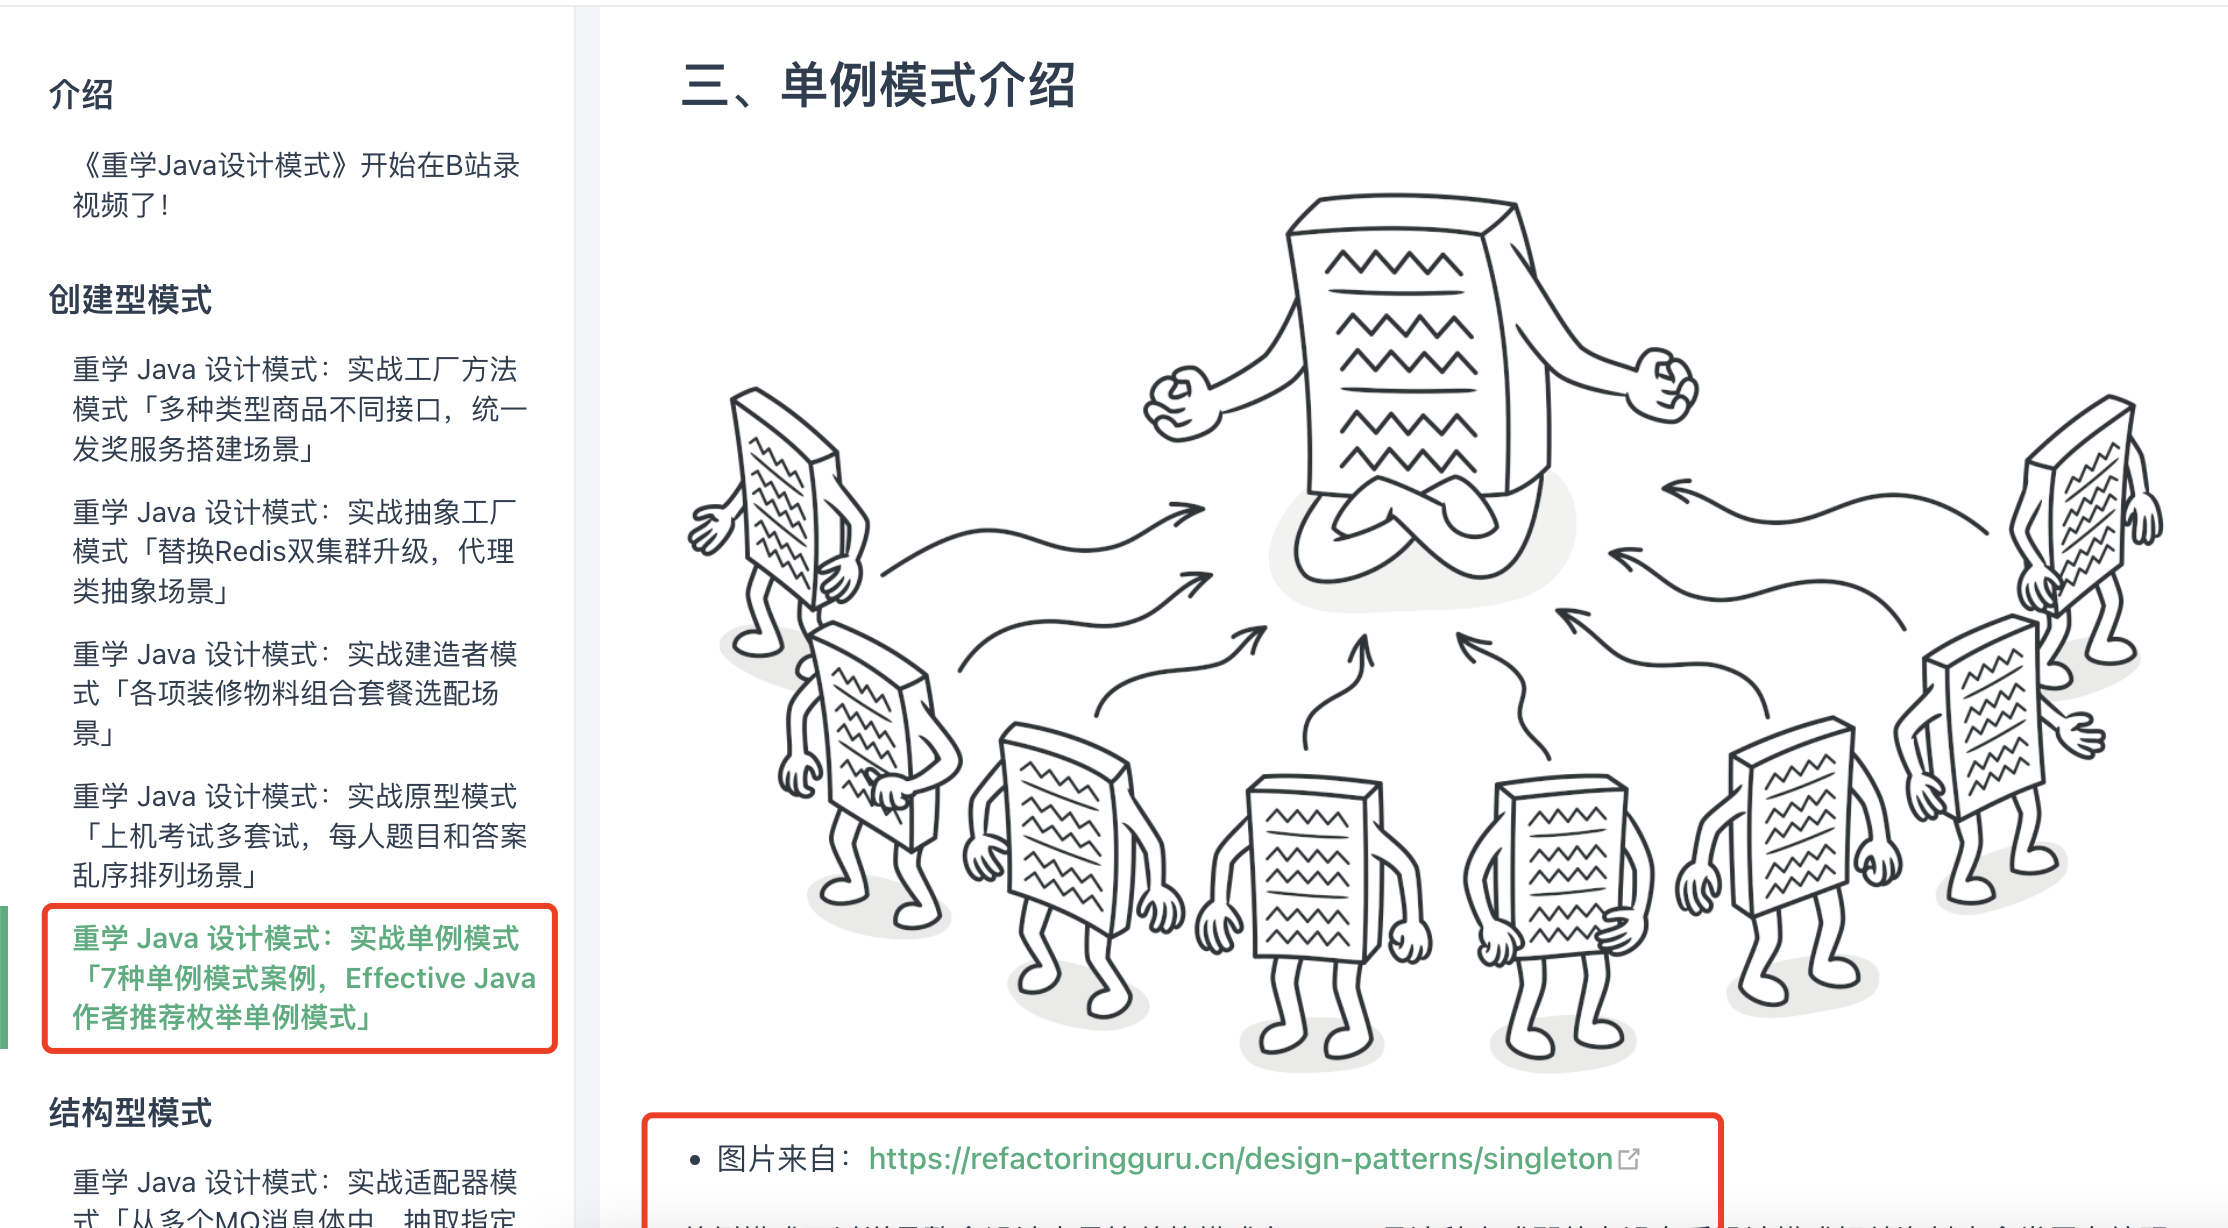 介绍
《重学Java设计模式》开始在B站录
视频了！
创建型模式
重学 Java 设计模式：实战工厂方法
模式「多种类型商品不同接口，统一
发奖服务搭建场景」
重学 Java 设计模式：实战抽象工厂
模式「替换Redis双集群升级，代理
类抽象场景」
重学 Java 设计模式：实战建造者模
式「各项装修物料组合套餐选配场
景」
重学 Java 设计模式：实战原型模式
「上机考试多套试，每人题目和答案
乱序排列场景」
重学 Java 设计模式：实战单例模式
「7种单例模式案例，Effective Java
作者推荐枚举单例模式」
结构型模式
重学 Java 设计模式：实战适配器模
式「从多个MQ消息体中，抽取指定
三、单例模式介绍
• 图片来自：https://refactoringguru.cn/design-patterns/singleton